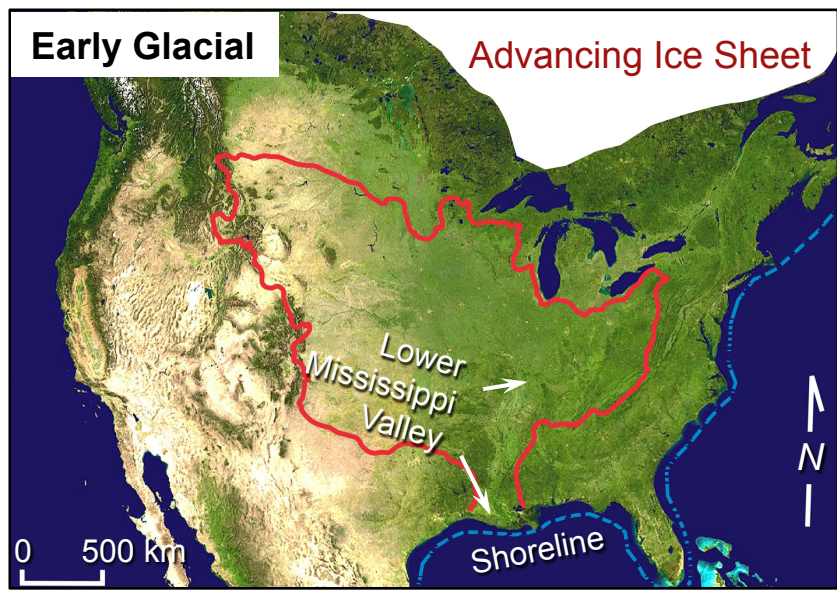 Early Glacial
Advancing Ice Sheet
Lower
Mississippi
Valley
N
Shoreline
0 500 km